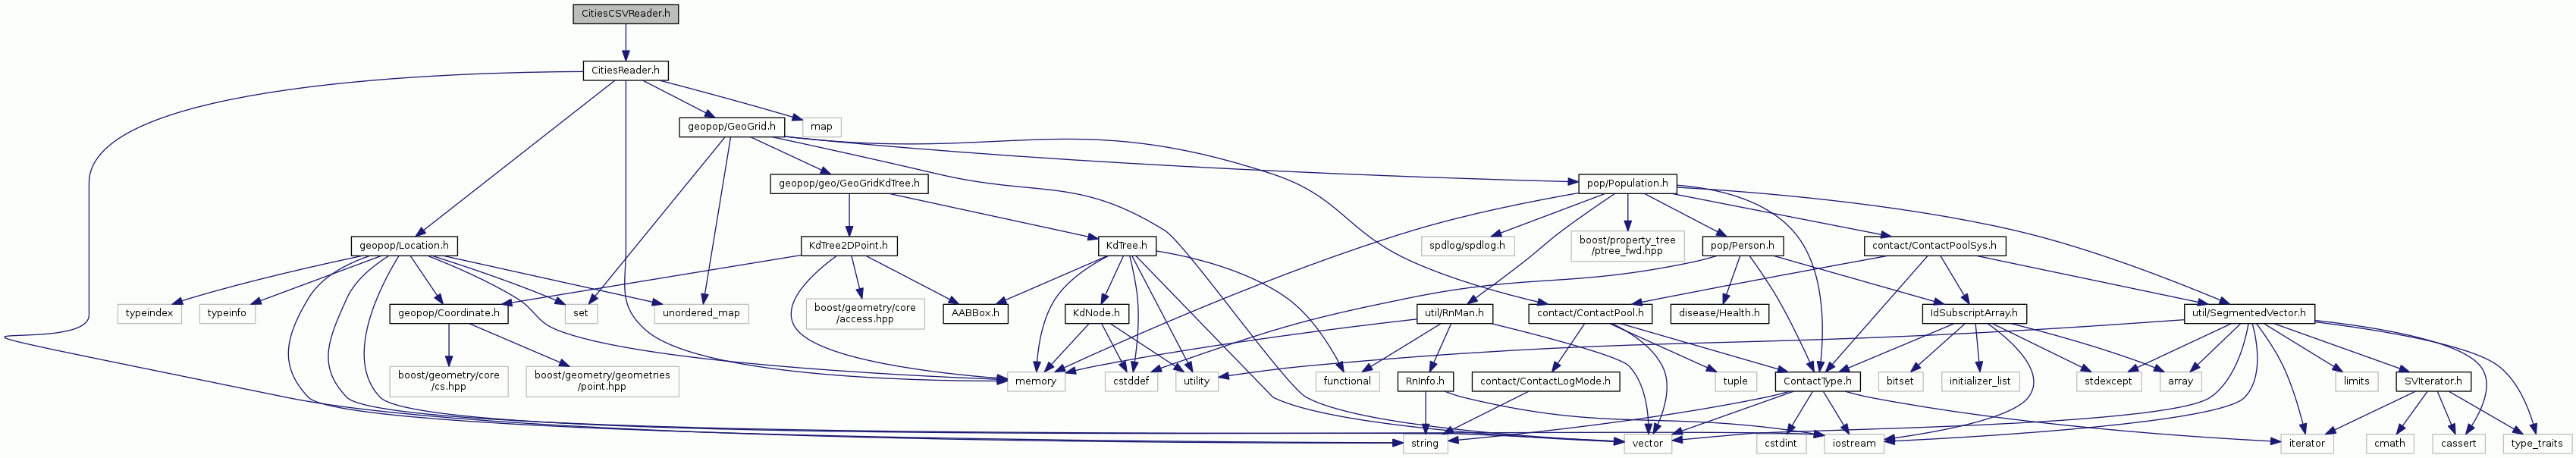 CitiesCSVReader.h
CitiesReader.h
geopop/GeoGrid.h
map
geopop/geo/GeoGridKdTree.h
pop/Population.h
geopop/Location.h
KdTree2DPoint.h
KdTree.h
spdlog/spdlog.h
boost/property_tree
/ptree_fwd.hpp
pop/Person.h
contact/ContactPoolSys.h
typeindex
typeinfo
geopop/Coordinate.h
set
unordered_map
boost/geometry/core
/access.hpp
AABBox.h
KdNode.h
util/RnMan.h
contact/ContactPool.h
disease/Health.h
IdSubscriptArray.h
util/SegmentedVector.h
boost/geometry/core
/cs.hpp
boost/geometry/geometries
/point.hpp
memory
cstddef
utility
functional
RnInfo.h
contact/ContactLogMode.h
tuple
ContactType.h
bitset
initializer_list
stdexcept
array
limits
SVIterator.h
string
vector
cstdint
iostream
iterator
cmath
cassert
type_traits